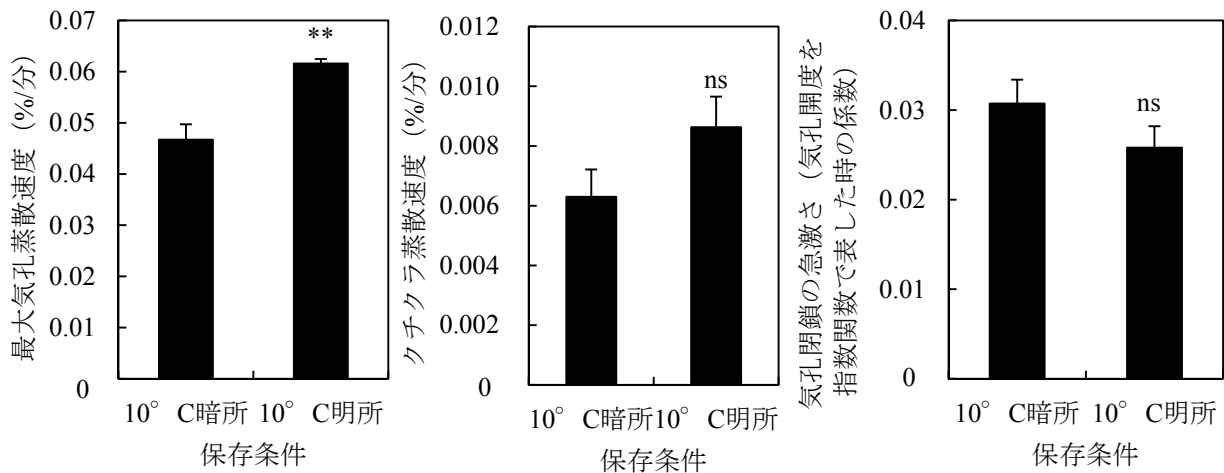 最大気孔蒸散速度 (%/分)
0.07
0.06
0.05
0.04
0.03
0.02
0.01
0
**
10° C暗所 10° C明所
保存条件
クチクラ蒸散速度 (%/分)
0.012
0.010
0.008
0.006
0.004
0.002
0
ns
10° C暗所 10° C明所
保存条件
気孔閉鎖の急激さ (気孔開度を
指数関数で表した時の係数)
0.04
0.03
0.02
0.01
0
ns
10° C暗所 10° C明所
保存条件